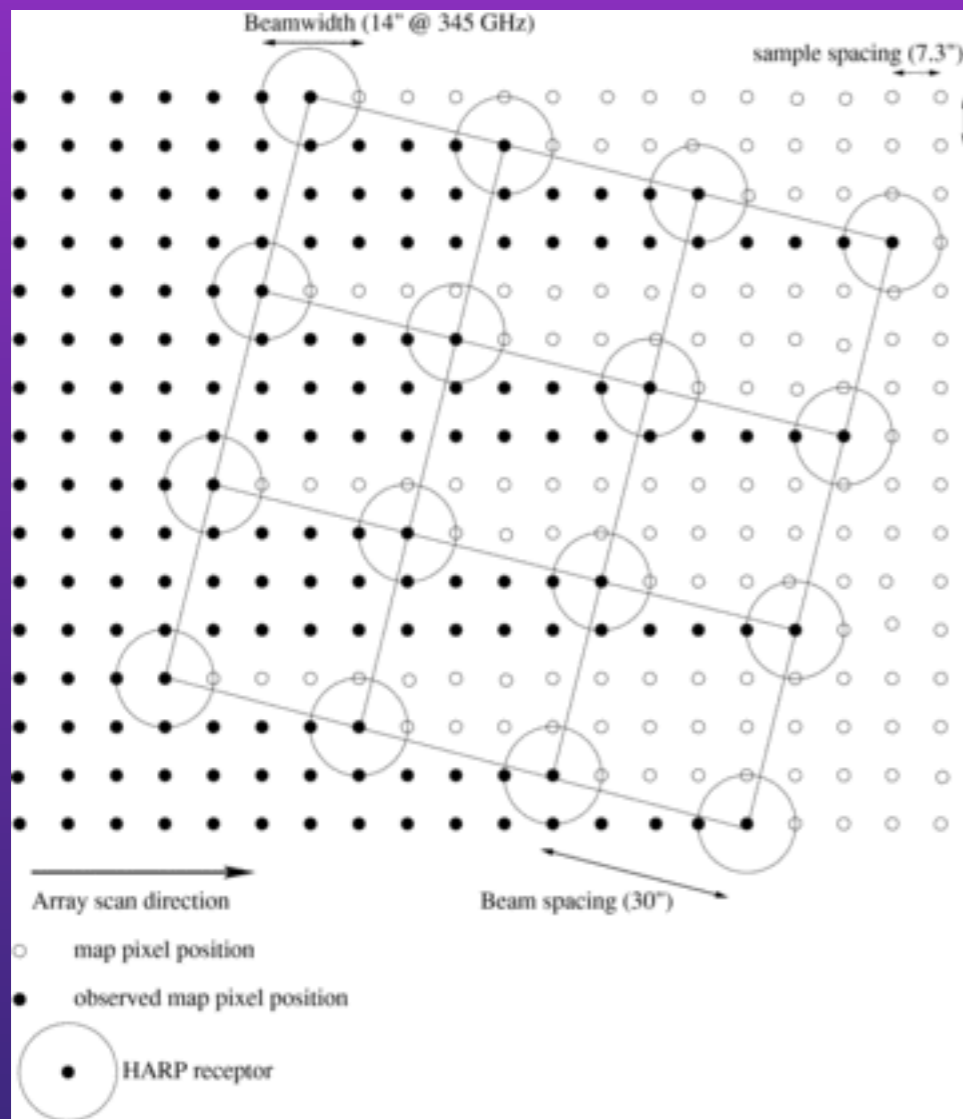 Beamwidth (14" @ 345 GHz)
sample spacing (7.3")
Array scan direction
Beam spacing (30")
map pixel position
observed map pixel position
HARP receptor